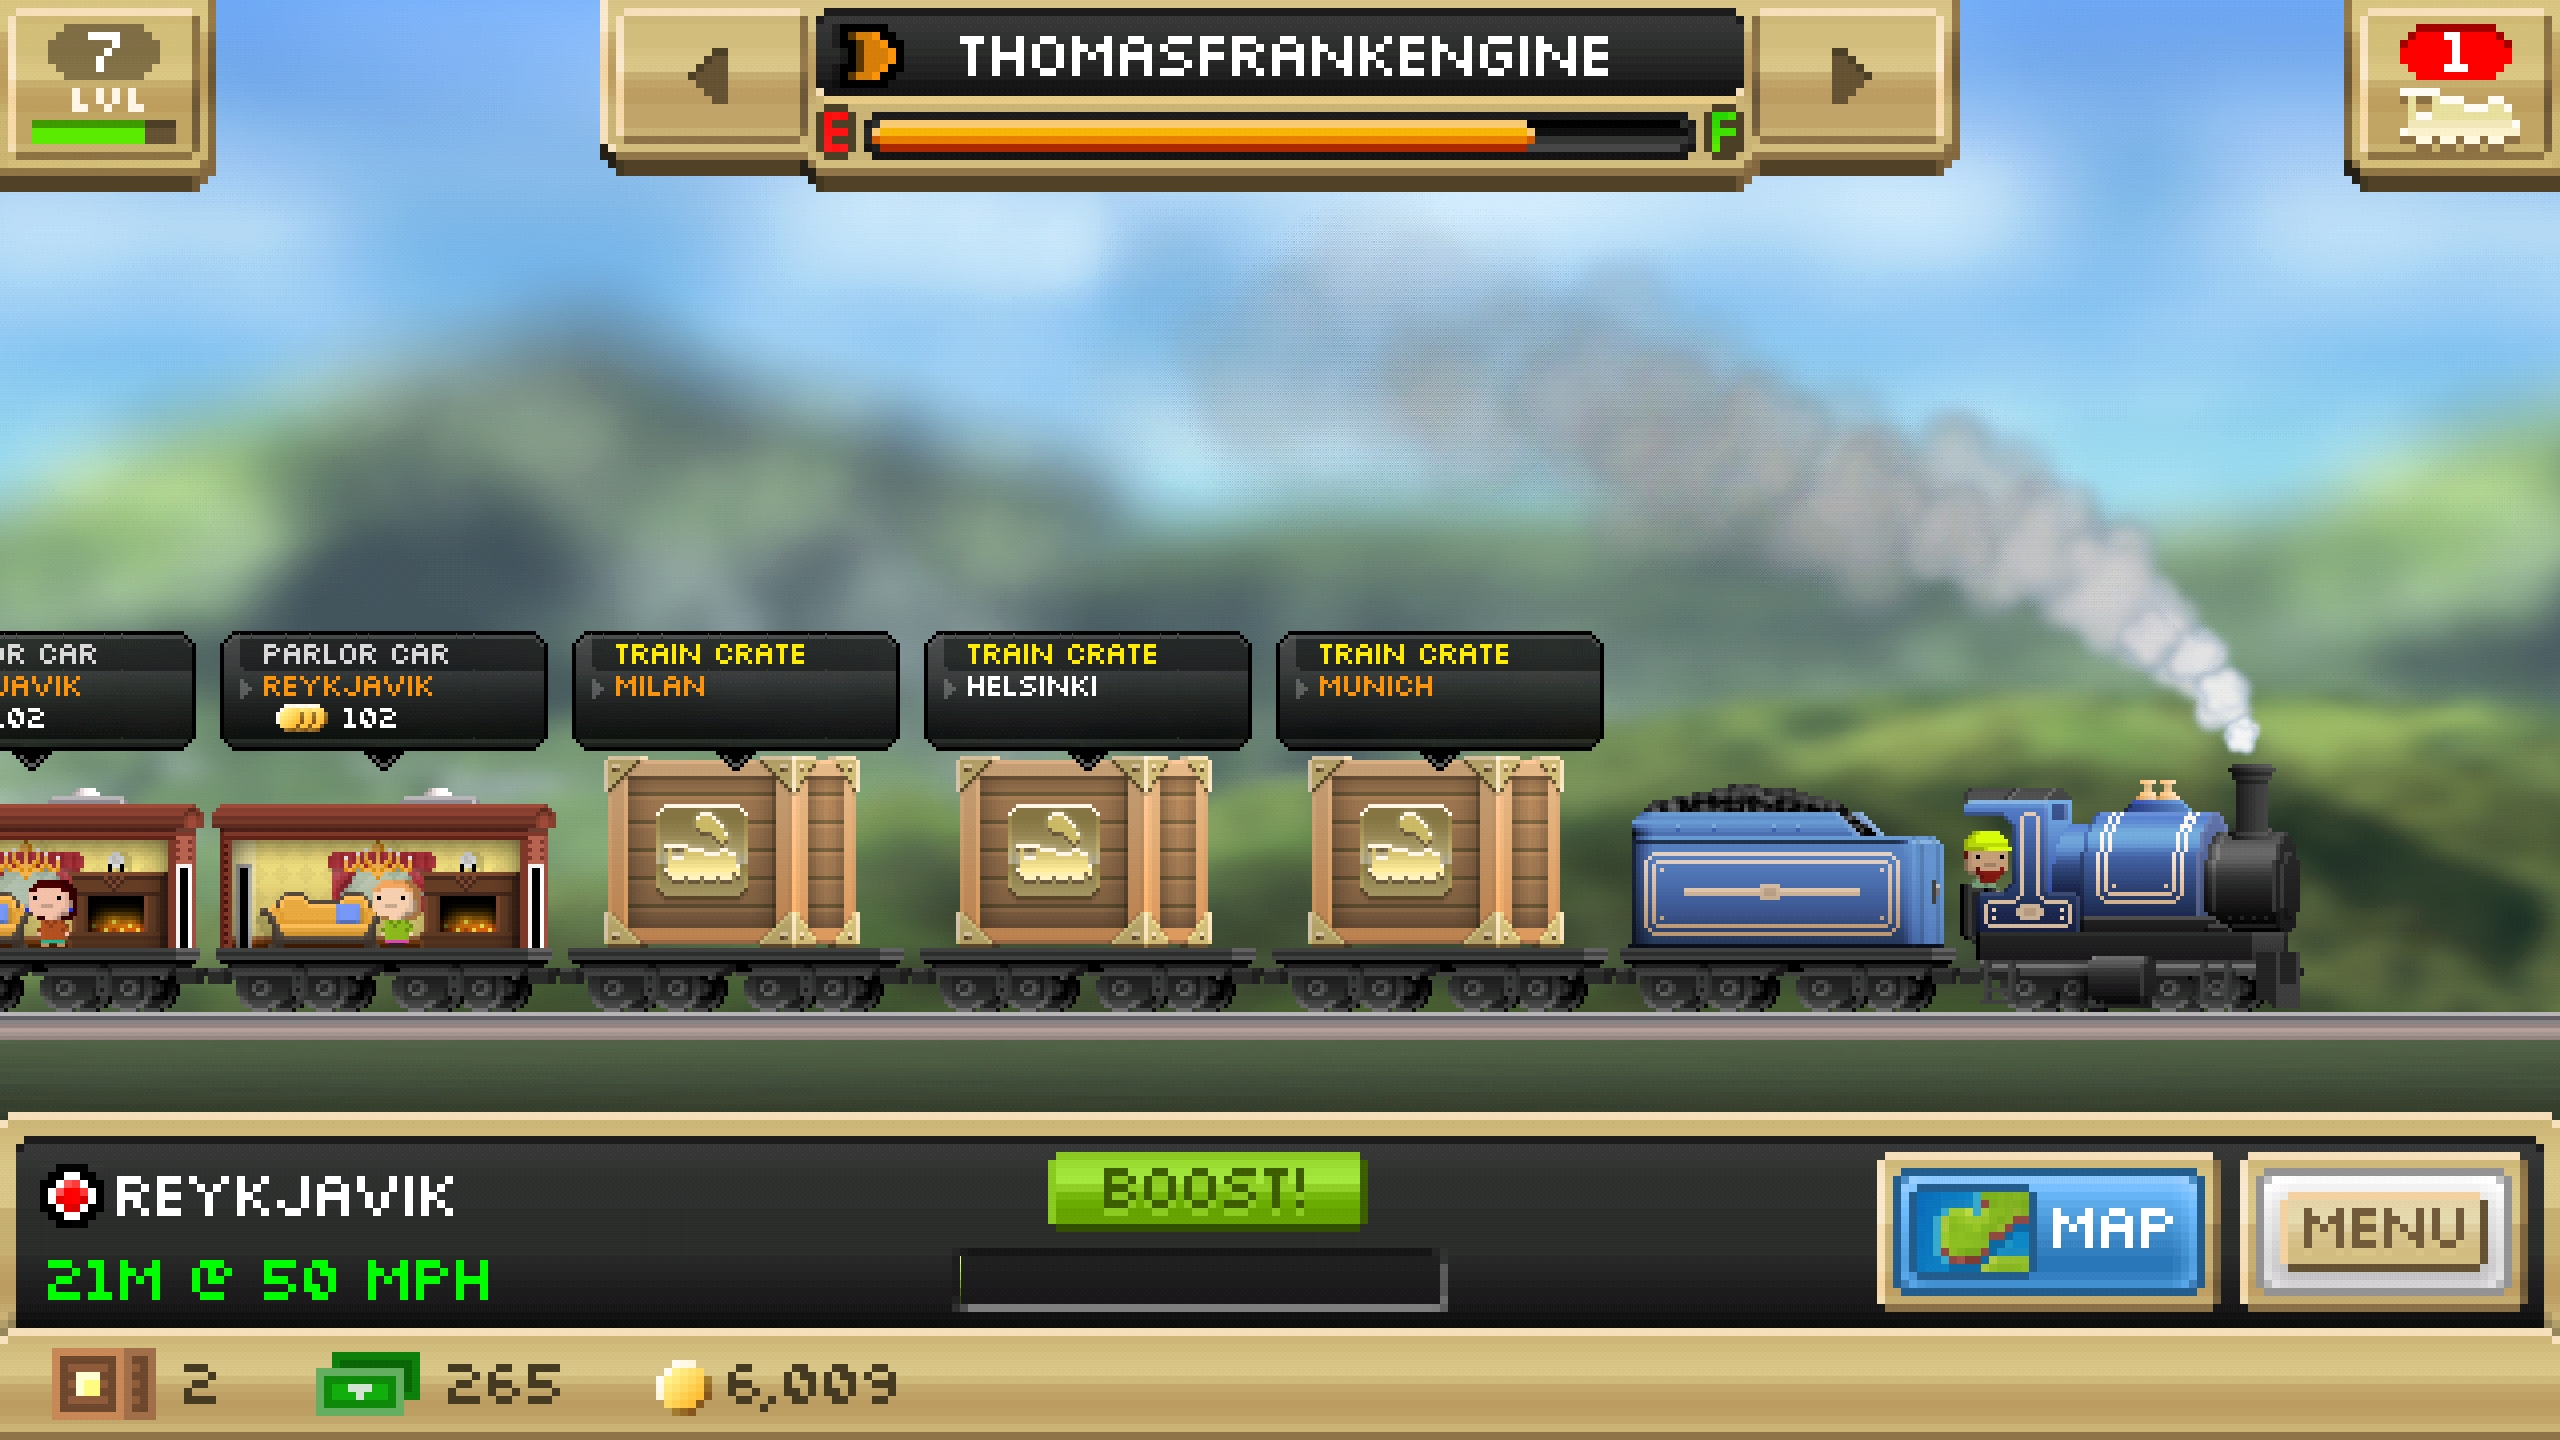 7
LVL
THOMASFRANKENGINE
E
F
1
CAR
PARLOR CAR
REYKJAVIK
102
TRAIN CRATE
MILAN
TRAIN CRATE
HELSINKI
TRAIN CRATE
MUNICH
REYKJAVIK
21M @ 50 MPH
BOOST!
MAP
MENU
2
265
6,009